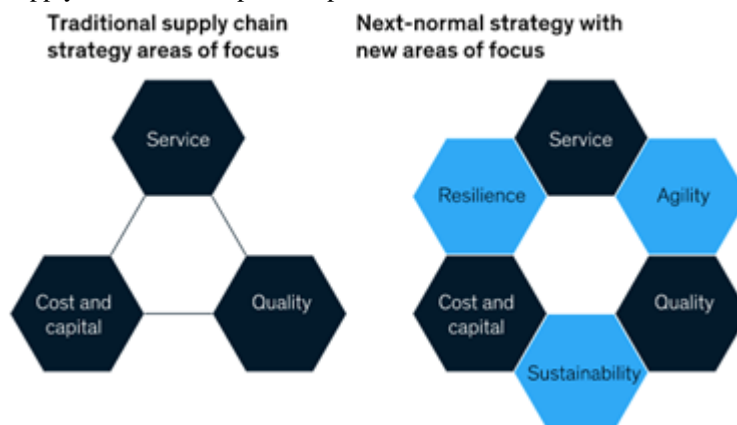 Traditional supply chain
strategy areas of focus
Service
Cost and
capital
Quality
Next-normal strategy with
new areas of focus
Service
Resilience
Agility
Cost and
capital
Quality
Sustainability